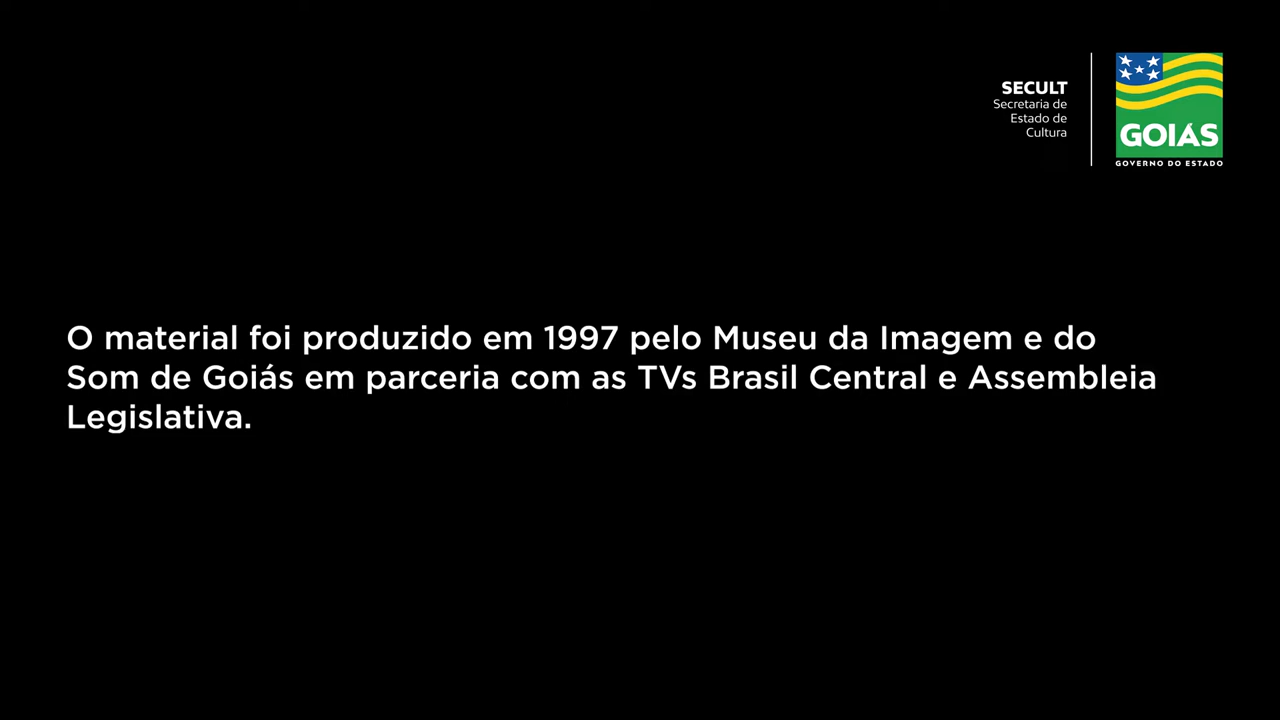 SECULT
Secretaria de
Estado de
Cultura
GOIÁS
GOVERNO DO ESTADO
O material foi produzido em 1997 pelo Museu da Imagem e do
Som de Goiás em parceria com as TVs Brasil Central e Assembleia
Legislativa.